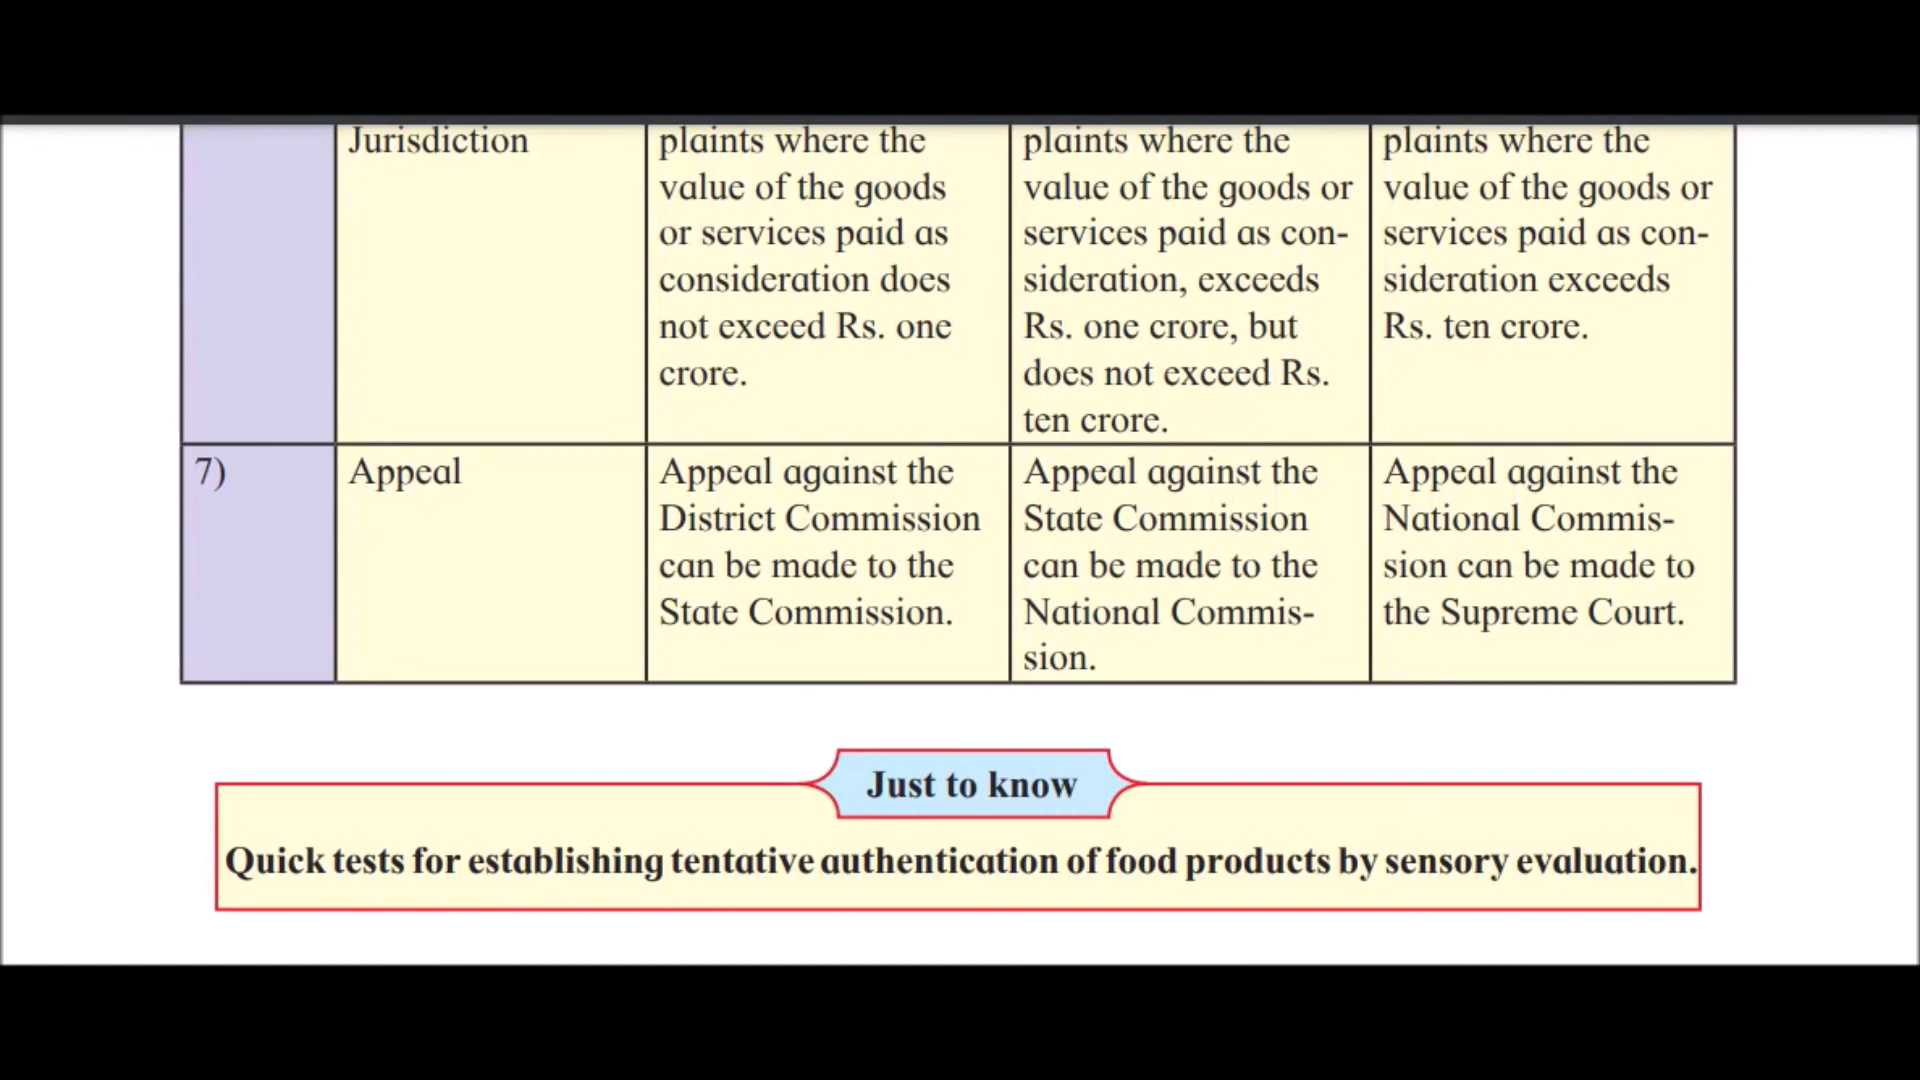 Jurisdiction
plaints where the
value of the goods
or services paid as
consideration does
not exceed Rs. one
crore.
plaints where the
value of the goods or
services paid as con-
sideration, exceeds
Rs. one crore, but
does not exceed Rs.
ten crore.
plaints where the
value of the goods or
services paid as con-
sideration exceeds
Rs. ten crore.
7)
Appeal
Appeal against the
District Commission
can be made to the
State Commission.
Appeal against the
State Commission
can be made to the
National Commis-
sion.
Appeal against the
National Commis-
sion can be made to
the Supreme Court.
Just to know
Quick tests for establishing tentative authentication of food products by sensory evaluation.